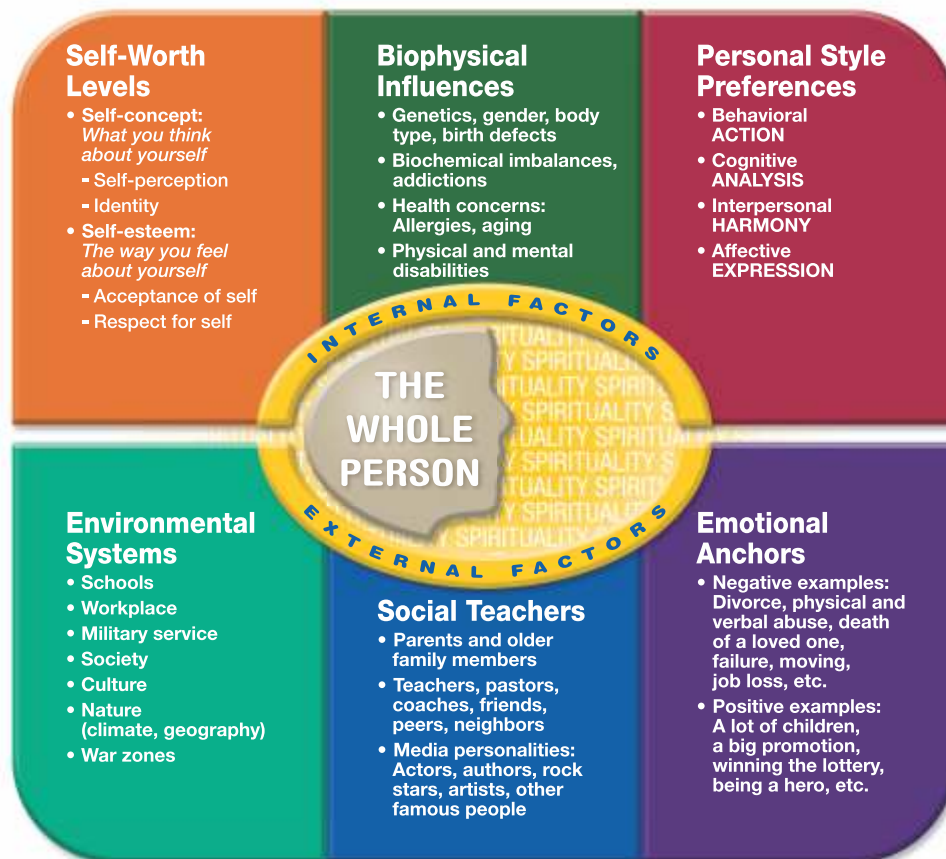 Self-Worth
Levels
• Self-concept:
What you think
about yourself
- Self-perception
- Identity
• Self-esteem:
The way you feel
about yourself
- Acceptance of self
- Respect for self
Biophysical
Influences
• Genetics, gender, body
type, birth defects
• Biochemical imbalances,
addictions
• Health concerns:
Allergies, aging
• Physical and mental
disabilities
Personal Style
Preferences
• Behavioral
ACTION
• Cognitive
ANALYSIS
• Interpersonal
HARMONY
• Affective
EXPRESSION
INTERNAL FACTORS
THE
WHOLE
PERSON
SPIRITUALITY
SPIRITUALITY
SPIRITUALITY
SPIRITUALITY
EXTERNAL FACTORS
Environmental
Systems
• Schools
• Workplace
• Military service
• Society
• Culture
• Nature
(climate, geography)
• War zones
Social Teachers
• Parents and older
family members
• Teachers, pastors,
coaches, friends,
peers, neighbors
• Media personalities:
Actors, authors, rock
stars, artists, other
famous people
Emotional
Anchors
• Negative examples:
Divorce, physical and
verbal abuse, death
of a loved one,
failure, moving,
job loss, etc.
• Positive examples:
A lot of children,
a big promotion,
winning the lottery,
being a hero, etc.